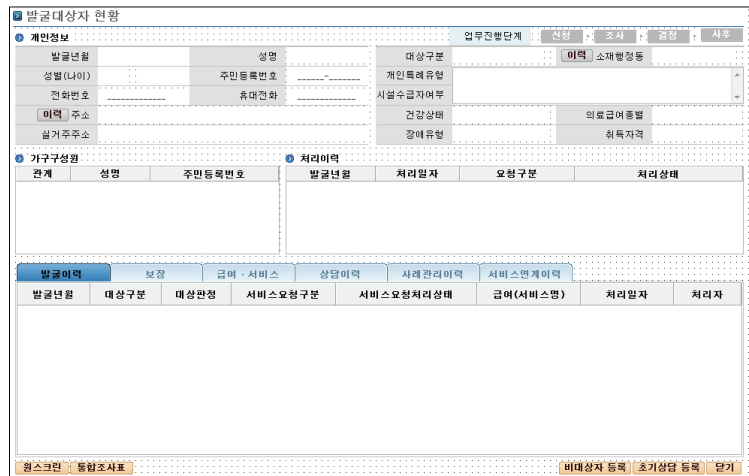 발굴대상자 현황
개인정보 업무진행단계 신청 조사 결정 사후
발굴년월 성명 대상구분 이력 소재행정동
성별(나이) 주민등록번호 ______-_______ 개인특례유형
전화번호 ____________ 휴대전화 ____________ 시설수급자여부
이력 주소 건강상태 의료급여종별
실거주주소 장애유형 취득자격
가구구성원 처리이력
관계 성명 주민등록번호 발굴년월 처리일자 요청구분 처리상태
발굴이력 보장 급여·서비스 상담이력 사례관리이력 서비스연계이력
발굴년월 대상구분 대상판정 서비스요청구분 서비스요청처리상태 급여(서비스명) 처리일자 처리자
원스크린 통합조사표 비대상자 등록 초기상담 등록 닫기